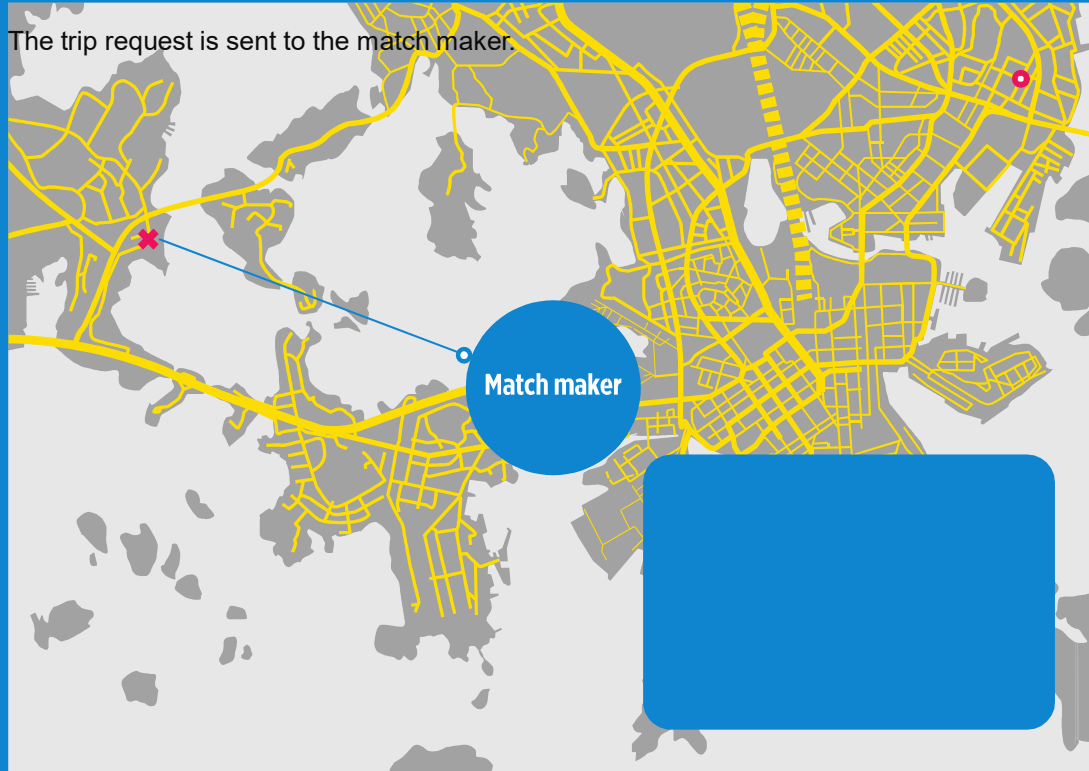 The trip request is sent to the match maker.
Match maker